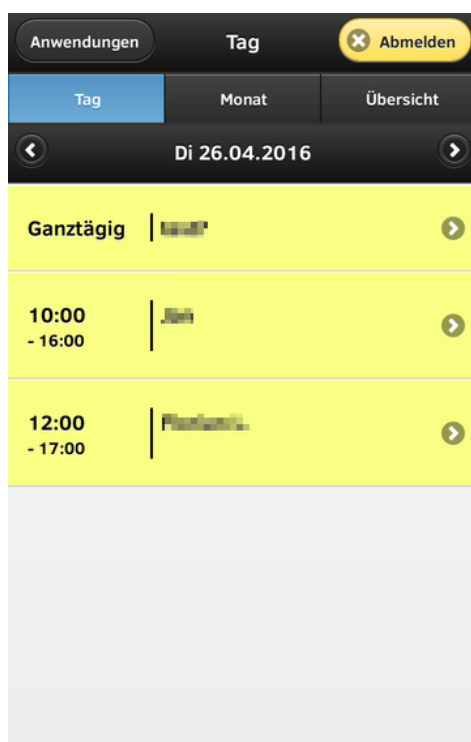 Anwendungen Tag Abmelden
Tag Monat Übersicht
Di 26.04.2016
Ganztägig
10:00
- 16:00
12:00
- 17:00